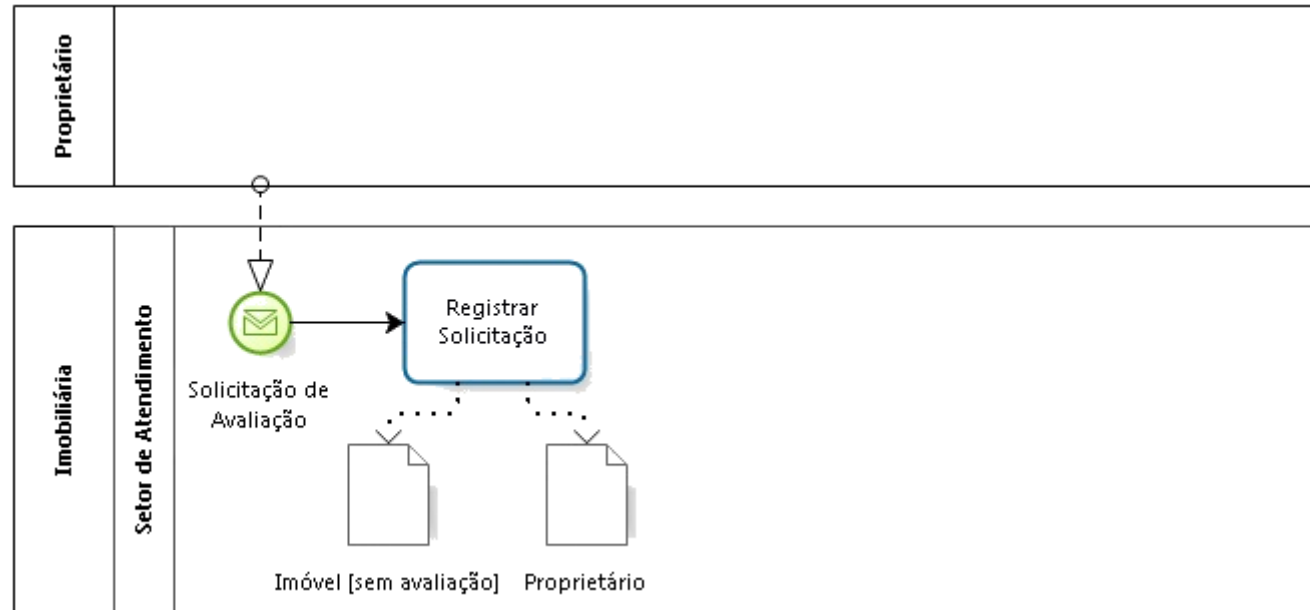 Proprietário
Imobiliária
Setor de Atendimento
Registrar
Solicitação
Solicitação de
Avaliação
Imóvel [sem avaliação]
Proprietário